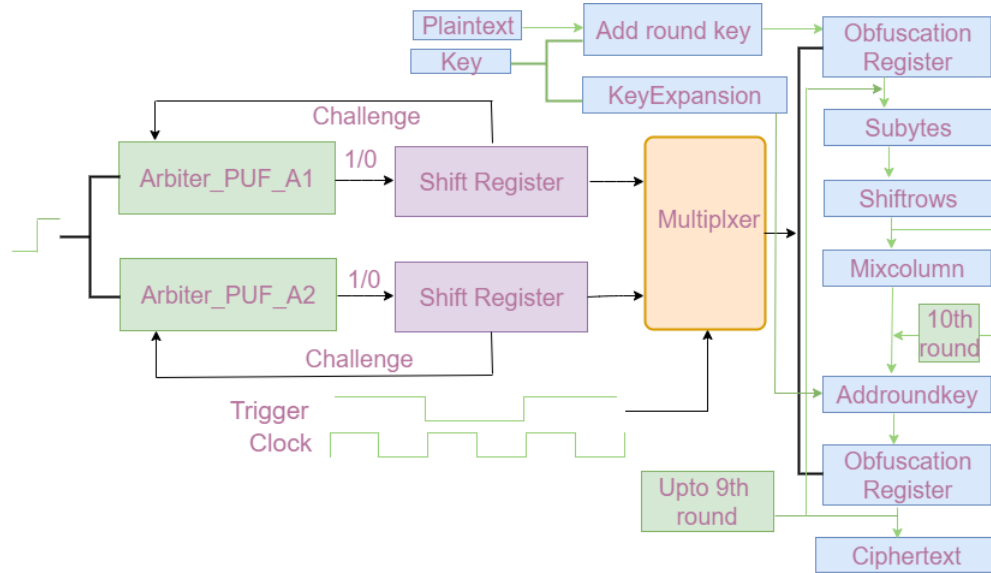 Plaintext
Key
Add round key
KeyExpansion
Obfuscation
Register
Subytes
Shiftrows
Mixcolumn
10th
round
Addroundkey
Obfuscation
Register
Upto 9th
round
Ciphertext
Challenge
Arbiter_PUF_A1
1/0
Shift Register
Multiplxer
Arbiter_PUF_A2
1/0
Shift Register
Challenge
Trigger
Clock